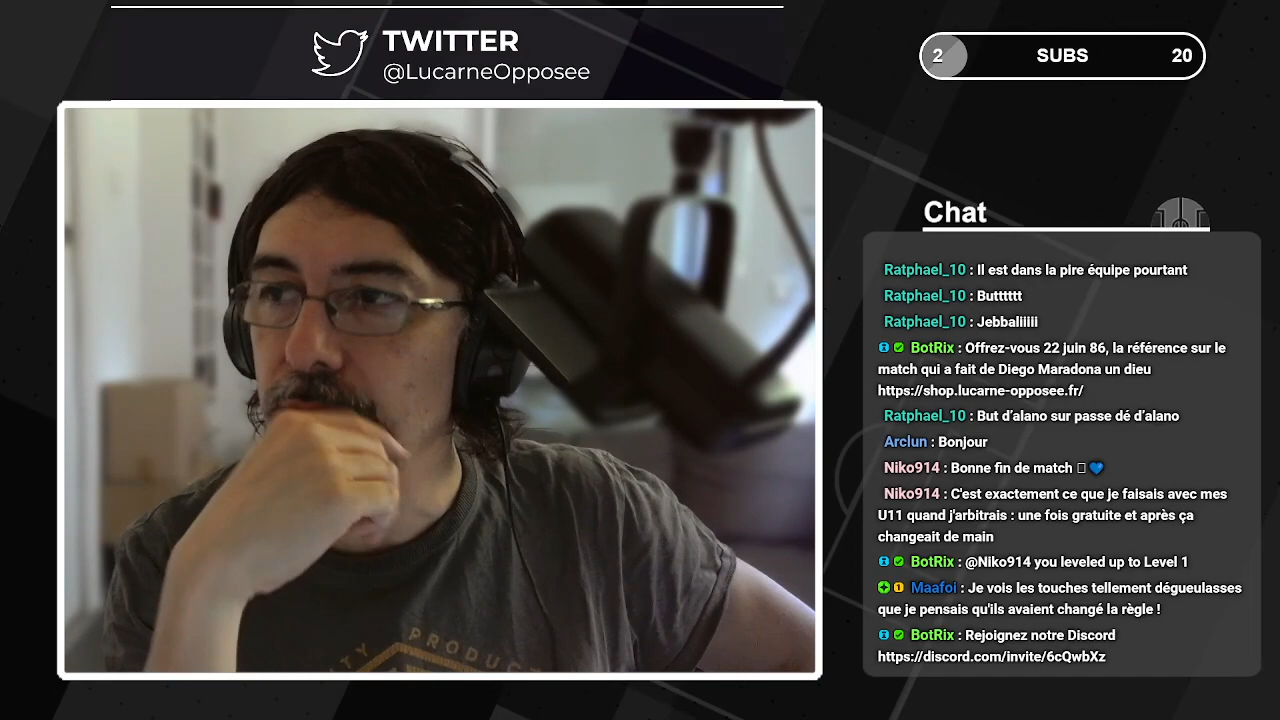 TWITTER
@LucarneOpposee
2 SUBS 20
Chat
Ratphael_10 : Il est dans la pire équipe pourtant
Ratphael_10 : Butttttt
Ratphael_10 : Jebbaliiiii
BotRix : Offrez-vous 22 juin 86, la référence sur le
match qui a fait de Diego Maradona un dieu
https://shop.lucarne-opposee.fr/
Ratphael_10 : But d’alano sur passe dé d’alano
Arclun : Bonjour
Niko914 : Bonne fin de match 💙
Niko914 : C'est exactement ce que je faisais avec mes
U11 quand j'arbitrais : une fois gratuite et après ça
changeait de main
BotRix : @Niko914 you leveled up to Level 1
1 Maafoi : Je vois les touches tellement dégueulasses
que je pensais qu'ils avaient changé la règle !
BotRix : Rejoignez notre Discord
https://discord.com/invite/6cQwbXz
PRODUCT